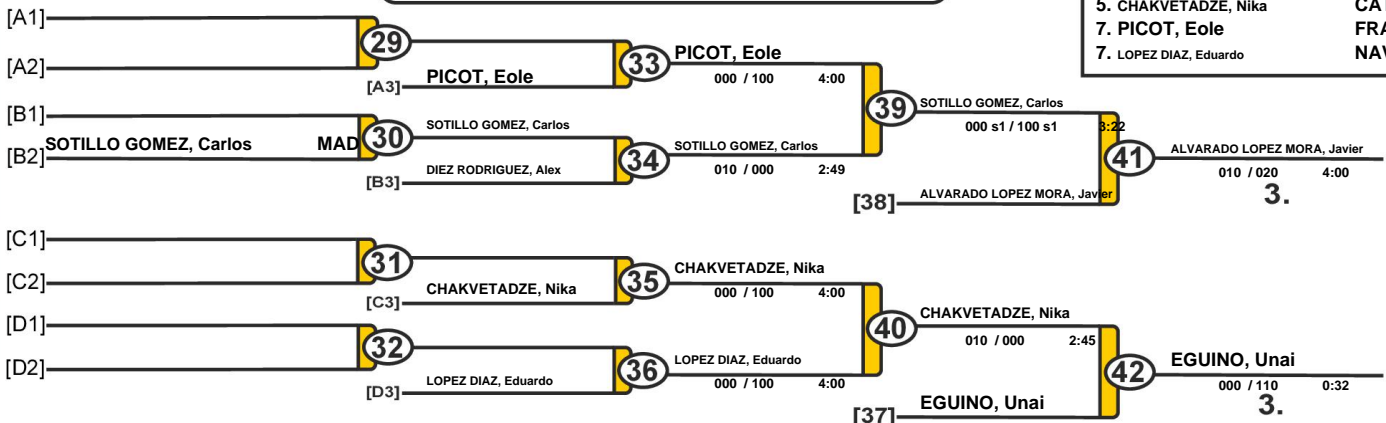 5. CHAKVETADZE, Nika
7. PICOT, Eole FRA
7. LOPEZ DIAZ, Eduardo
[A1]
29
[A2]
PICOT, Eole
33
PICOT, Eole
[A3]
000 / 100 4:00
[B1]
39
SOTILLO GOMEZ, Carlos
000 s1 / 100 s1 3:22
[B2] SOTILLO GOMEZ, Carlos MAD
30
SOTILLO GOMEZ, Carlos
34
SOTILLO GOMEZ, Carlos
010 / 000 2:49
DIEZ RODRIGUEZ, Alex
[B3]
41
ALVARADO LOPEZ MORA, Javier
010 / 020 4:00
3.
[38] ALVARADO LOPEZ MORA, Javier
[C1]
31
[C2]
CHAKVETADZE, Nika
[C3]
35
CHAKVETADZE, Nika
000 / 100 4:00
[D1]
40
CHAKVETADZE, Nika
010 / 000 2:45
32
[D2]
LOPEZ DIAZ, Eduardo
[D3]
36
LOPEZ DIAZ, Eduardo
000 / 100 4:00
42
EGUINO, Unai
000 / 110 0:32
3.
[37] EGUINO, Unai